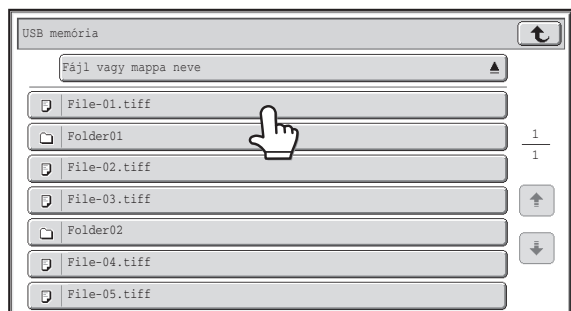 USB memória
Fájl vagy mappa neve
File-01.tiff
Folder01
File-02.tiff
File-03.tiff
Folder02
File-04.tiff
File-05.tiff
1
1